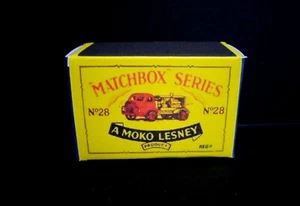 "MATCHBOX" SERIES
Nº28 Nº28
A MOKO LESNEY
PRODUCT
REGD